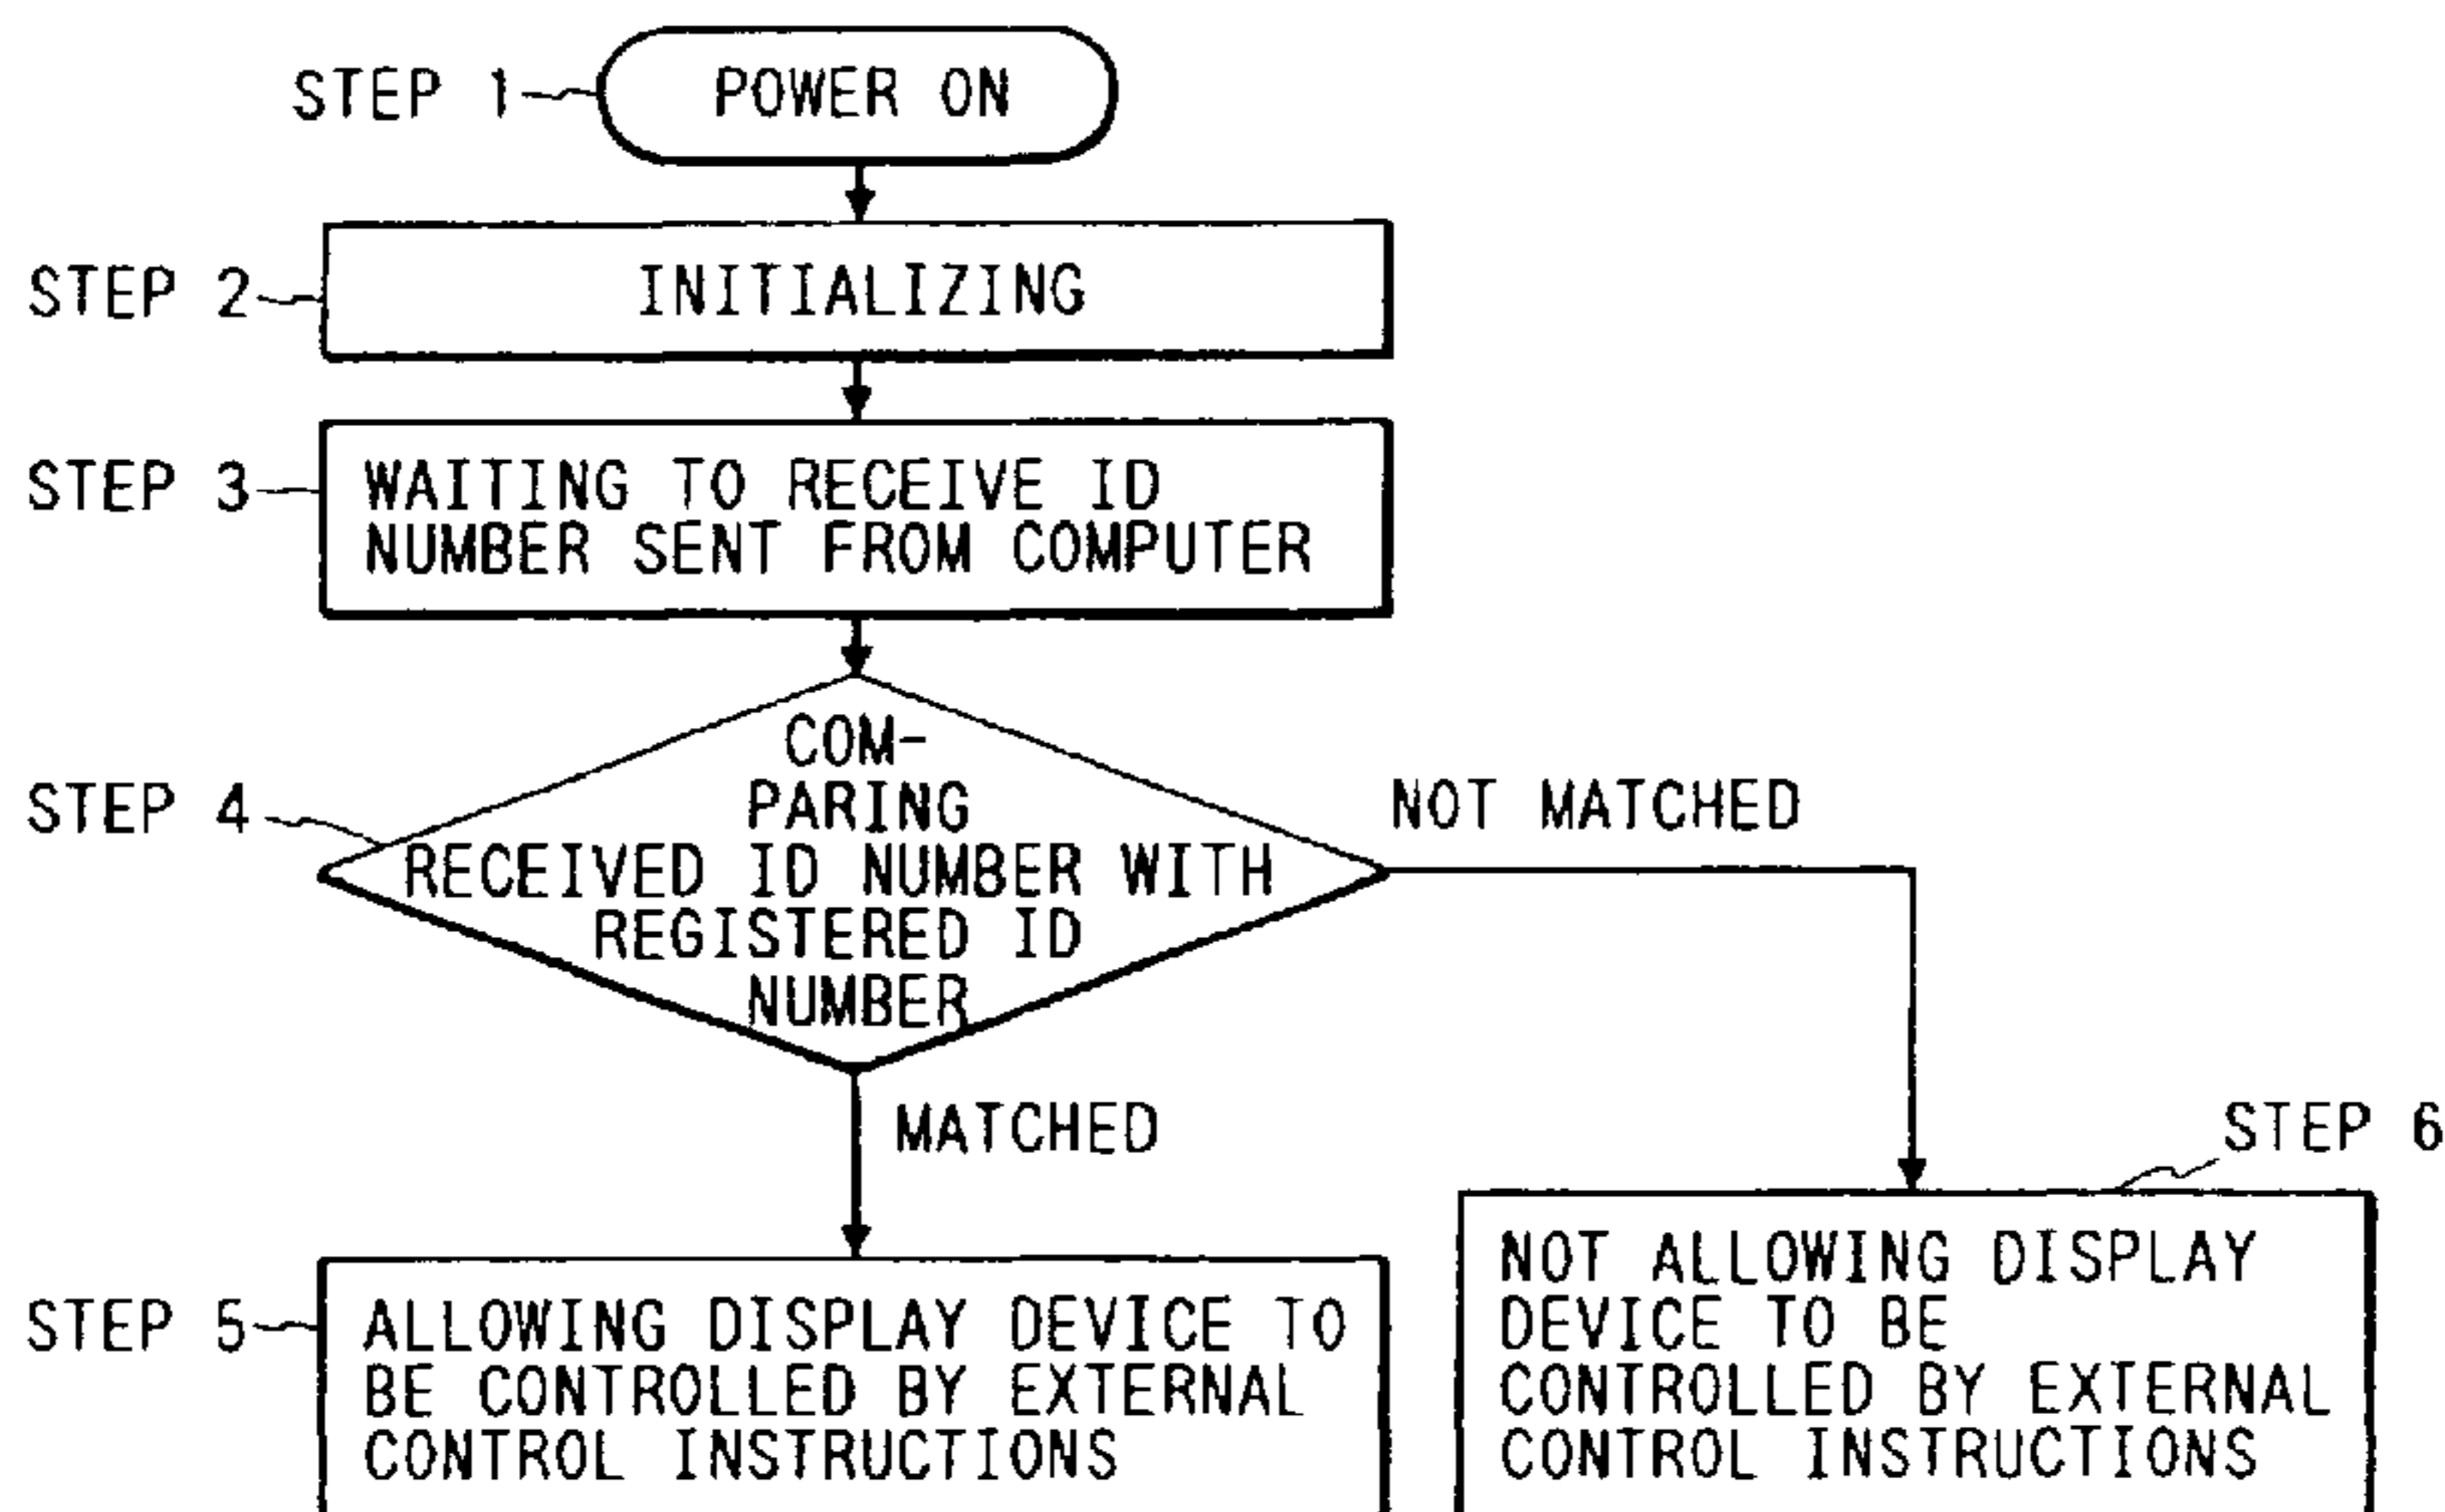 STEP 1
POWER ON
STEP 2
INITIALIZING
STEP 3
WAITING TO RECEIVE ID
NUMBER SENT FROM COMPUTER
STEP 4
COM-
PARING
RECEIVED ID NUMBER WITH
REGISTERED ID
NUMBER
NOT MATCHED
MATCHED
STEP 5
ALLOWING DISPLAY DEVICE TO
BE CONTROLLED BY EXTERNAL
CONTROL INSTRUCTIONS
STEP 6
NOT ALLOWING DISPLAY
DEVICE TO BE
CONTROLLED BY EXTERNAL
CONTROL INSTRUCTIONS